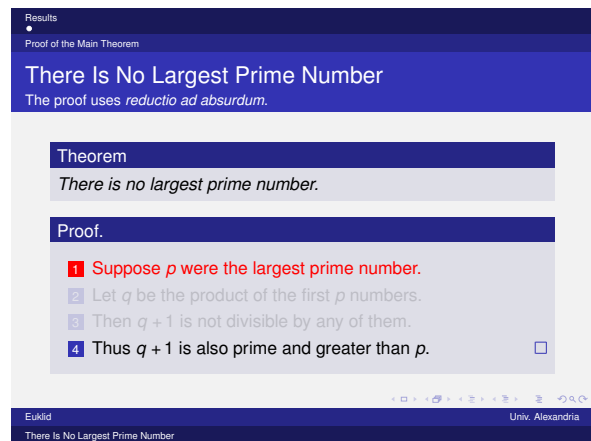 Results
Proof of the Main Theorem
There Is No Largest Prime Number
The proof uses reductio ad absurdum.
Theorem
There is no largest prime number.
Proof.
1 Suppose p were the largest prime number.
2 Let q be the product of the first p numbers.
3 Then q + 1 is not divisible by any of them.
4 Thus q + 1 is also prime and greater than p.
Euklid Univ. Alexandria
There Is No Largest Prime Number